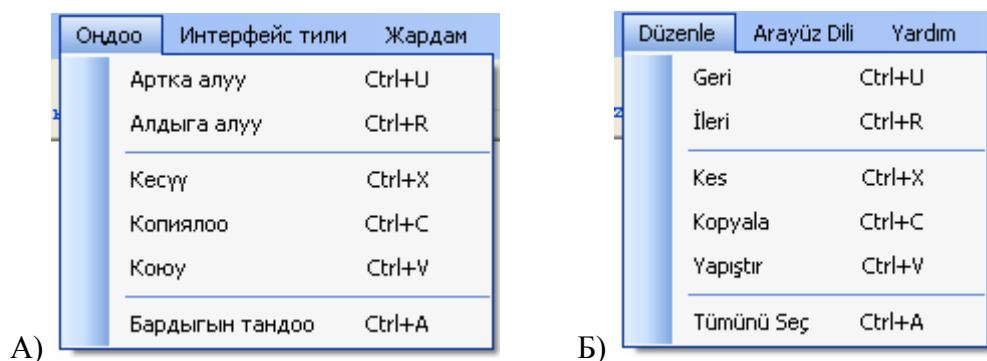 Оңдоо Интерфейс тили Жардам
Артка алуу Ctrl+U
Алдыга алуу Ctrl+R
Кесүү Ctrl+X
Копиялоо Ctrl+C
Коюу Ctrl+V
Бардыгын тандоо Ctrl+A
А)
Düzenle Arayüz Dili Yardım
Geri Ctrl+U
İleri Ctrl+R
Kes Ctrl+X
Kopyala Ctrl+C
Yapıştır Ctrl+V
Tümünü Seç Ctrl+A
Б)